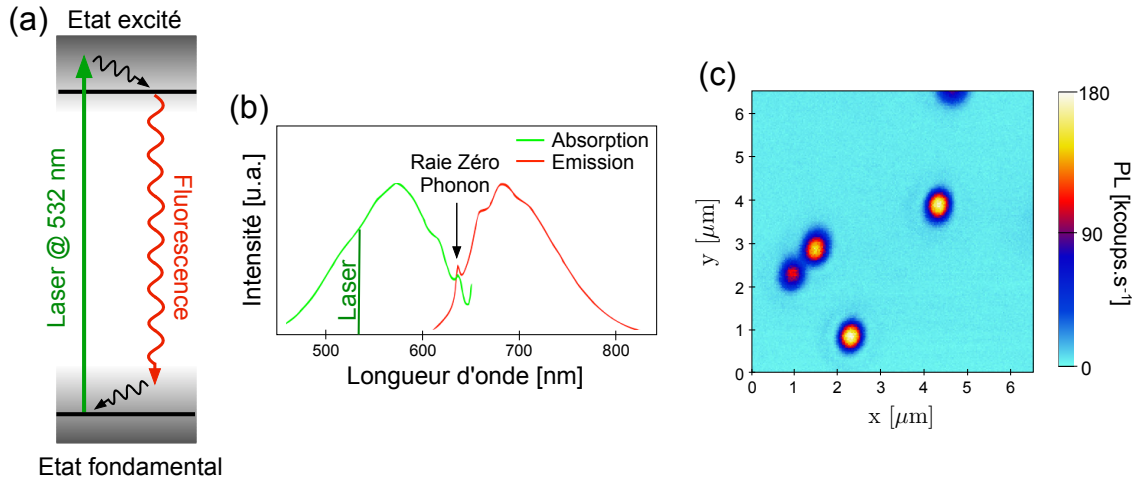 (a)
Etat excité
Laser @ 532 nm
Fluorescence
Etat fondamental
(b)
Absorption
Emission
Raie Zéro
Phonon
Laser
Intensité [u.a.]
500
600
700
800
Longueur d'onde [nm]
(c)
6
5
4
3
2
1
0
y [μm]
0
1
2
3
4
5
6
x [μm]
180
90
0
PL [kcoups.s⁻¹]